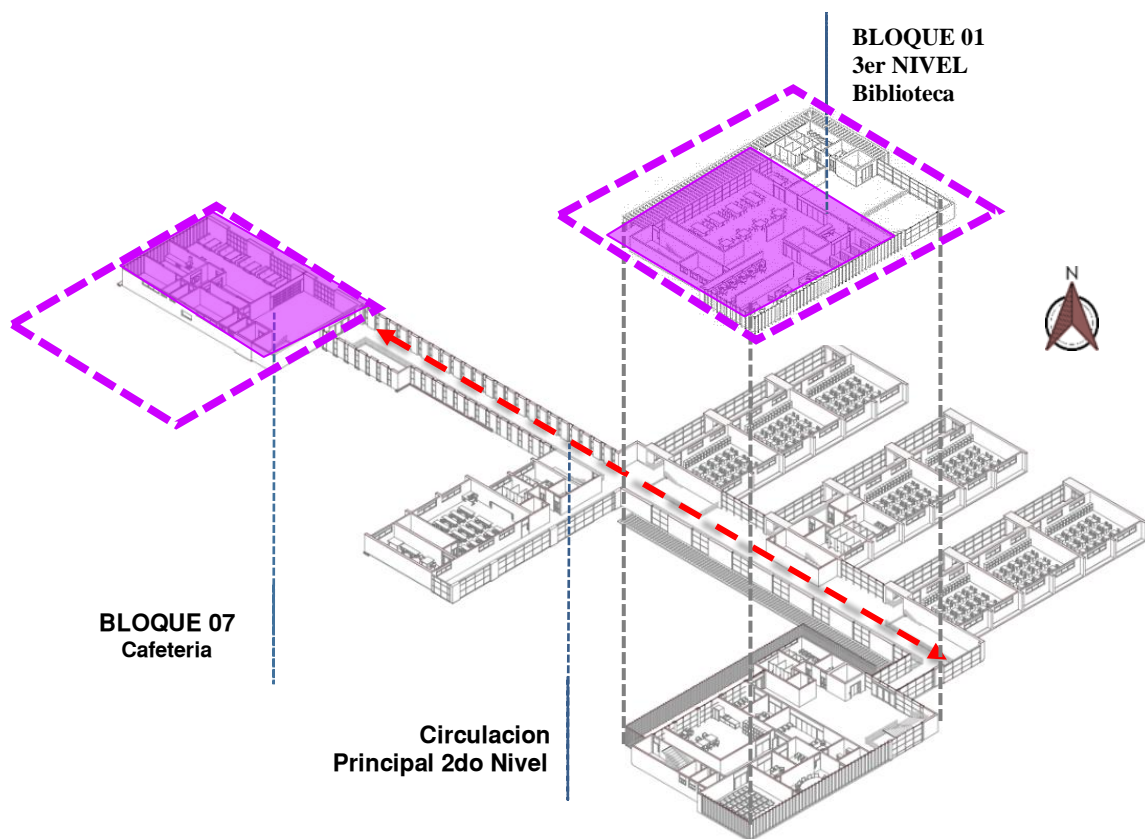 BLOQUE 01
3er NIVEL
Biblioteca
N
BLOQUE 07
Cafeteria
Circulacion
Principal 2do Nivel